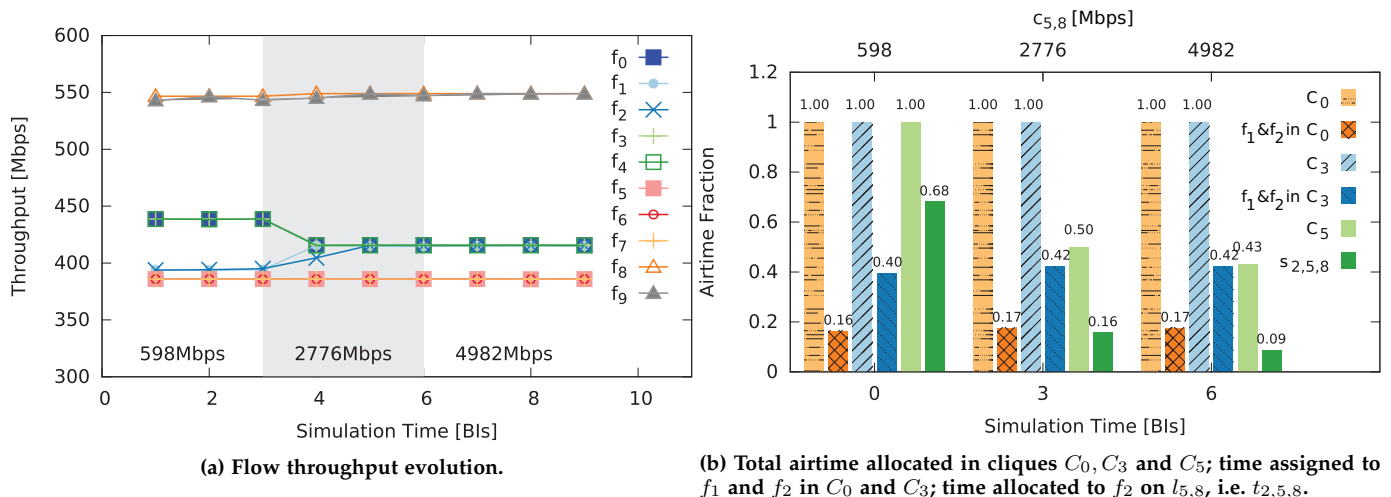 600
550
500
450
400
350
300
Throughput [Mbps]
f0
f1
f2
f3
f4
f5
f6
f7
f8
f9
598Mbps 2776Mbps 4982Mbps
0 2 4 6 8 10
Simulation Time [BIs]
(a) Flow throughput evolution.
c5,8 [Mbps]
598 2776 4982
1.2
1
0.8
0.6
0.4
0.2
0
Airtime Fraction
1.00 1.00 1.00 1.00 1.00 1.00 1.00
0.16 0.40 0.68
0.17 0.42 0.50 0.16
0.17 0.42 0.43 0.09
C0
f1&f2in C0
C3
f1&f2in C3
C5
s2,5,8
0 3 6
Simulation Time [BIs]
(b) Total airtime allocated in cliques C0, C3 and C5; time assigned to
f1 and f2 in C0 and C3; time allocated to f2 on l5,8, i.e. t2,5,8.